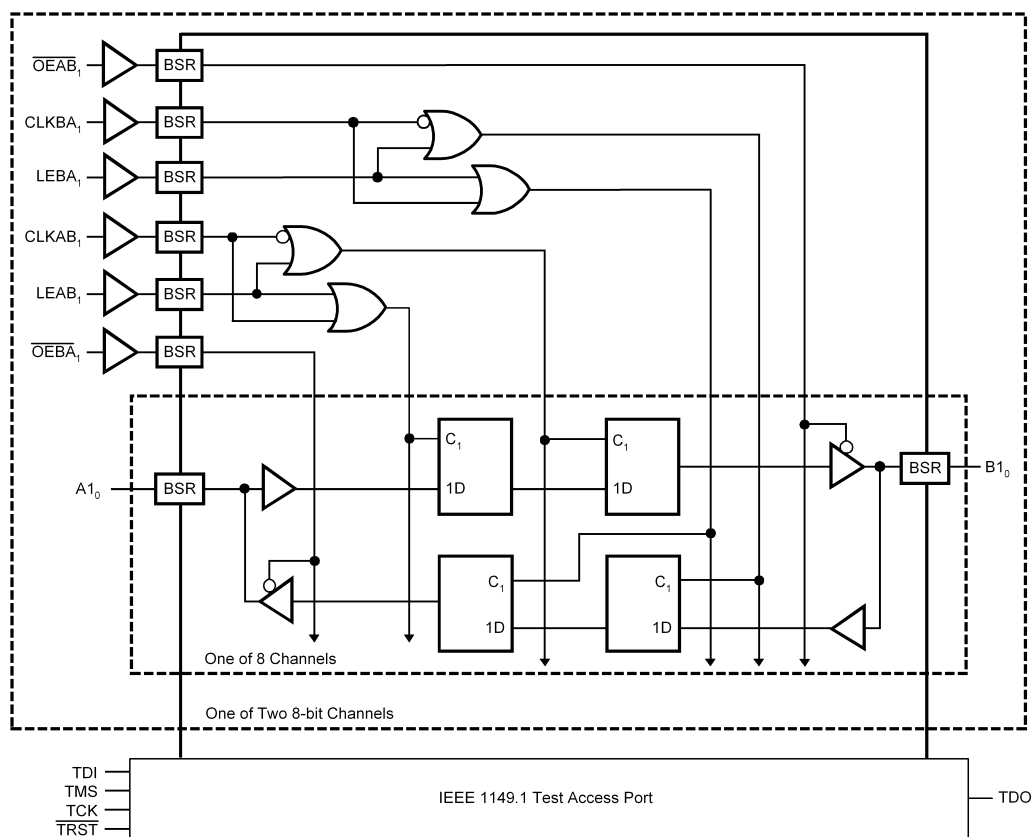 OEAB1 BSR
CLKBA1 BSR
LEBA1 BSR
CLKAB1 BSR
LEAB1 BSR
OEBA1 BSR
C1 C1
A10 BSR 1D 1D BSR B10
C1 C1
1D 1D
One of 8 Channels
One of Two 8-bit Channels
TDI
TMS
IEEE 1149.1 Test Access Port TDO
TCK
TRST